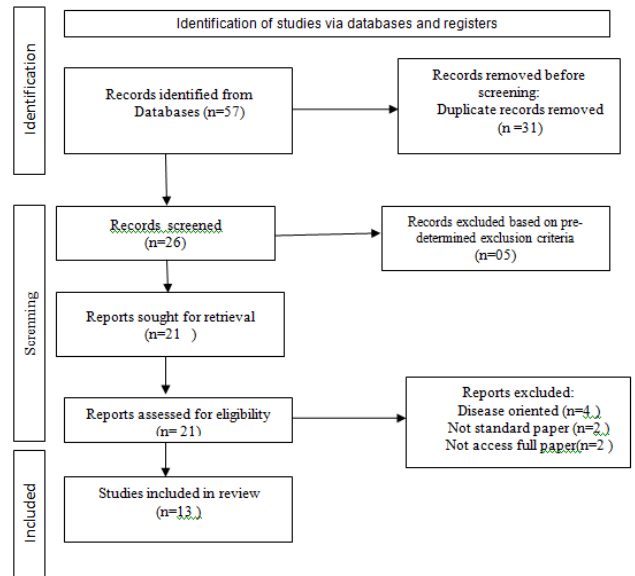 Identification of studies via databases and registers
Identification
Records identified from
Databases (n=57)
Records removed before
screening:
Duplicate records removed
(n =31)
Screnning
Records screened
(n=26)
Records excluded based on pre-
determined exclusion criteria
(n=05)
Reports sought for retrieval
(n=21 )
Reports assessed for eligibility
(n= 21)
Reports excluded:
Disease oriented (n=4 )
Not standard paper (n=2 )
Not access full paper(n=2 )
Included
Studies included in review
(n=13 )